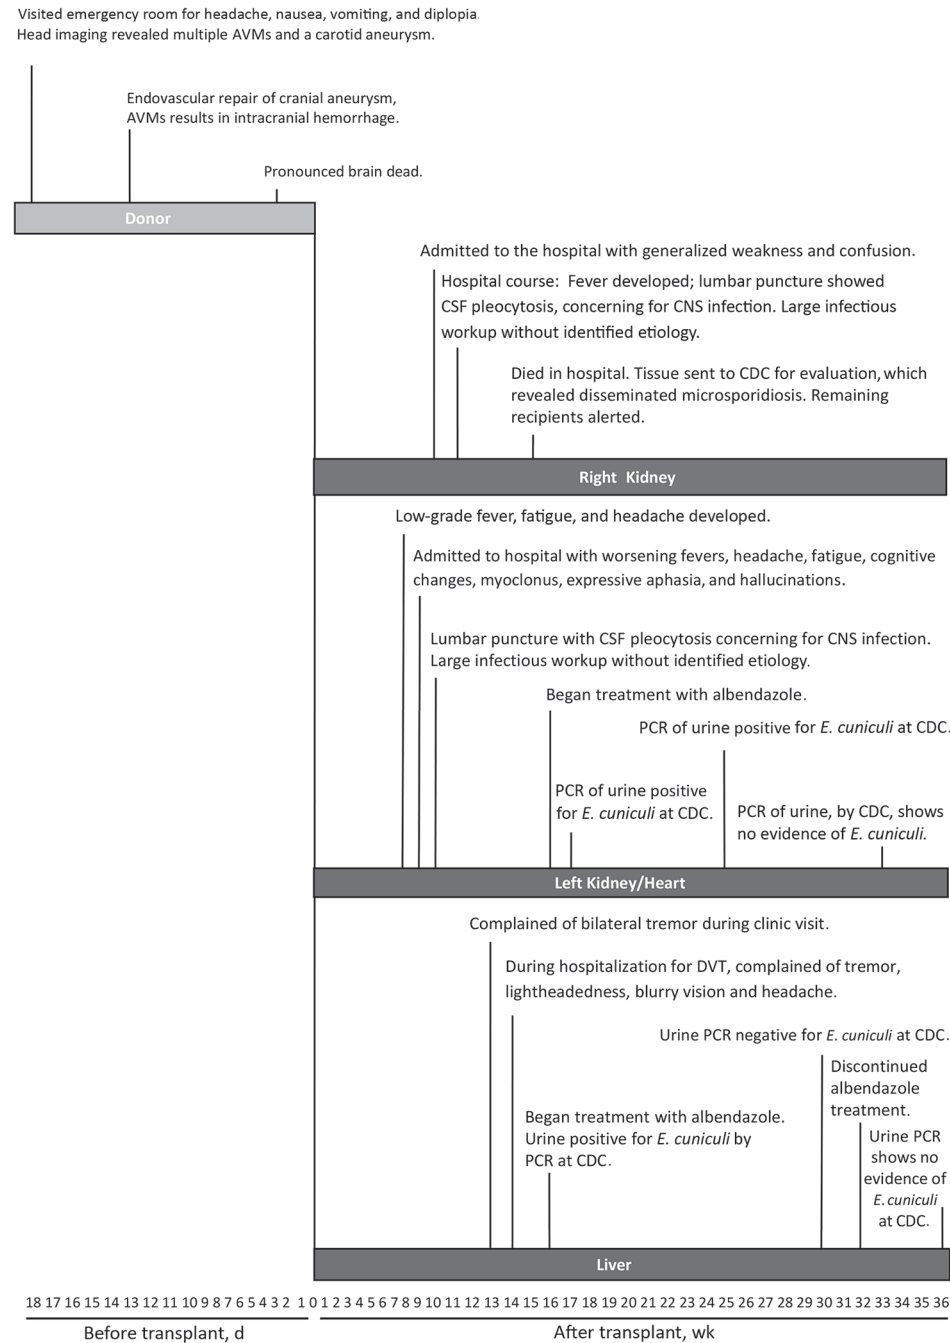 Visited emergency room for headache, nausea, vomiting, and diplopia.
Head imaging revealed multiple AVMs and a carotid aneurysm.
Endovascular repair of cranial aneurysm,
AVMs results in intracranial hemorrhage.
Pronounced brain dead.
Donor
Admitted to the hospital with generalized weakness and confusion.
Hospital course: Fever developed; lumbar puncture showed
CSF pleocytosis, concerning for CNS infection. Large infectious
workup without identified etiology.
Died in hospital. Tissue sent to CDC for evaluation, which
revealed disseminated microsporidiosis. Remaining
recipients alerted.
Right Kidney
Low-grade fever, fatigue, and headache developed.
Admitted to hospital with worsening fevers, headache, fatigue, cognitive
changes, myoclonus, expressive aphasia, and hallucinations.
Lumbar puncture with CSF pleocytosis concerning for CNS infection.
Large infectious workup without identified etiology.
Began treatment with albendazole.
PCR of urine positive for E. cuniculi at CDC.
PCR of urine positive
for E. cuniculi at CDC.
PCR of urine, by CDC, shows
no evidence of E. cuniculi.
Left Kidney/Heart
Complained of bilateral tremor during clinic visit.
During hospitalization for DVT, complained of tremor,
lightheadedness, blurry vision and headache.
Urine PCR negative for E. cuniculi at CDC.
Discontinued
albendazole
treatment.
Began treatment with albendazole.
Urine positive for E. cuniculi by
PCR at CDC.
Urine PCR
shows no
evidence of
E. cuniculi
at CDC.
Liver
18 17 16 15 14 13 12 11 10 9 8 7 6 5 4 3 2 1 0 1 2 3 4 5 6 7 8 9 10 11 12 13 14 15 16 17 18 19 20 21 22 23 24 25 26 27 28 29 30 31 32 33 34 35 36
Before transplant, d
After transplant, wk